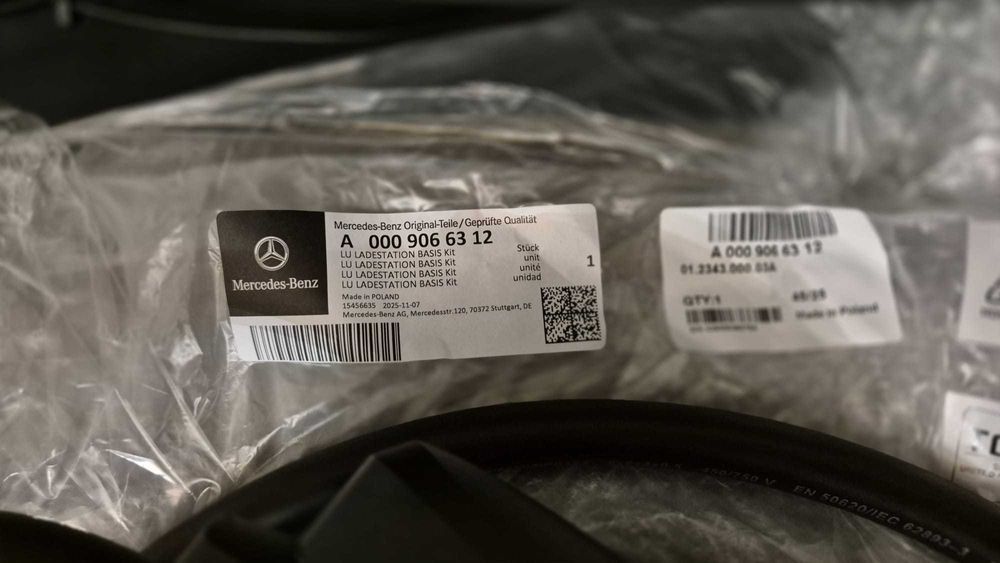 Mercedes-Benz
Mercedes-Benz Original-Teile/Geprüfte Qualität
A 000 906 63 12
LU LADESTATION BASIS Kit
LU LADESTATION BASIS Kit
LU LADESTATION BASIS Kit
LU LADESTATION BASIS Kit
Stück
unit
unité
unidad
1
Made in POLAND
15456635 2025-11-07
Mercedes-Benz AG, Mercedesstr.120, 70372 Stuttgart, DE
A 000 906 63 12
01.2343.000.03A
QTY:1
Made in Poland
450/750 V EN 50620/IEC 62893-3